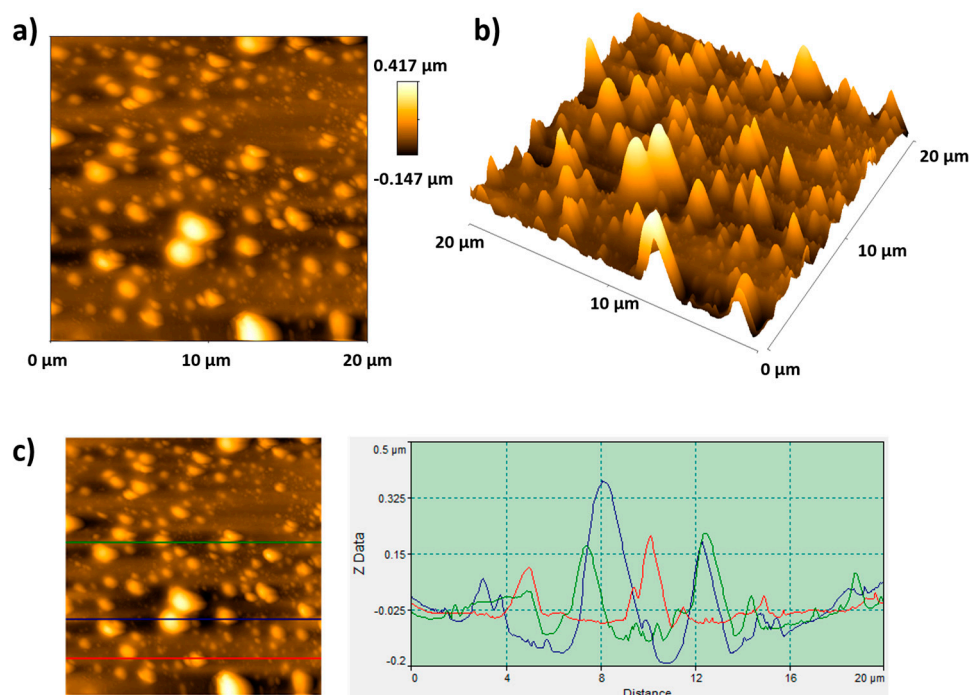 a)
0.417 µm
-0.147 µm
0 µm
10 µm
20 µm
b)
20 µm
10 µm
0 µm
10 µm
20 µm
c)
0.5 µm
0.325
0.15
-0.025
-0.2
Z Data
0
4
8
12
16
20 µm
Distance